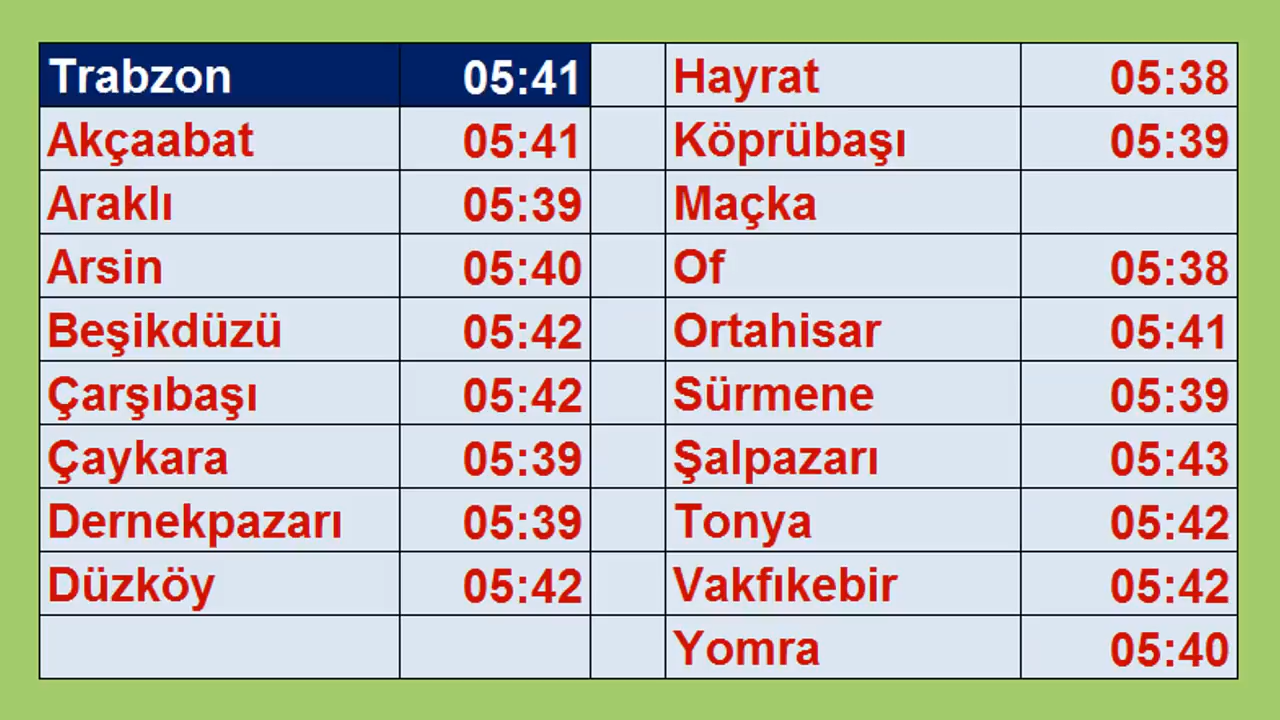 Trabzon 05:41 Hayrat 05:38
Akçaabat 05:41 Köprübaşı 05:39
Araklı 05:39 Maçka
Arsin 05:40 Of 05:38
Beşikdüzü 05:42 Ortahisar 05:41
Çarşıbaşı 05:42 Sürmene 05:39
Çaykara 05:39 Şalpazarı 05:43
Dernekpazarı 05:39 Tonya 05:42
Düzköy 05:42 Vakfıkebir 05:42
Yomra 05:40